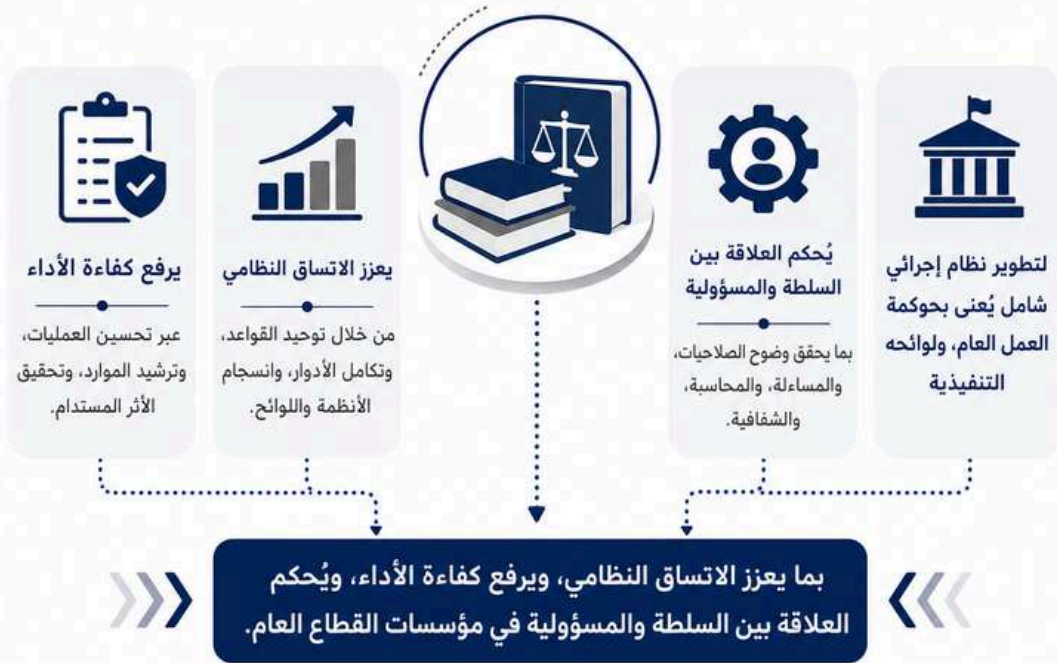 لتطوير نظام إجرائي
شامل يُعنى بحوكمة
العمل العام، ولوائحه
التنفيذية
يُحكم العلاقة بين
السلطة والمسؤولية
بما يحقق وضوح الصلاحيات،
والمساءلة، والمحاسبة،
والشفافية.
يعزز الاتساق النظامي
من خلال توحيد القواعد،
وتكامل الأدوار، وانسجام
الأنظمة واللوائح.
يرفع كفاءة الأداء
عبر تحسين العمليات،
وترشيد الموارد، وتحقيق
الأثر المستدام.
بما يعزز الاتساق النظامي، ويرفع كفاءة الأداء، ويُحكم
العلاقة بين السلطة والمسؤولية في مؤسسات القطاع العام.